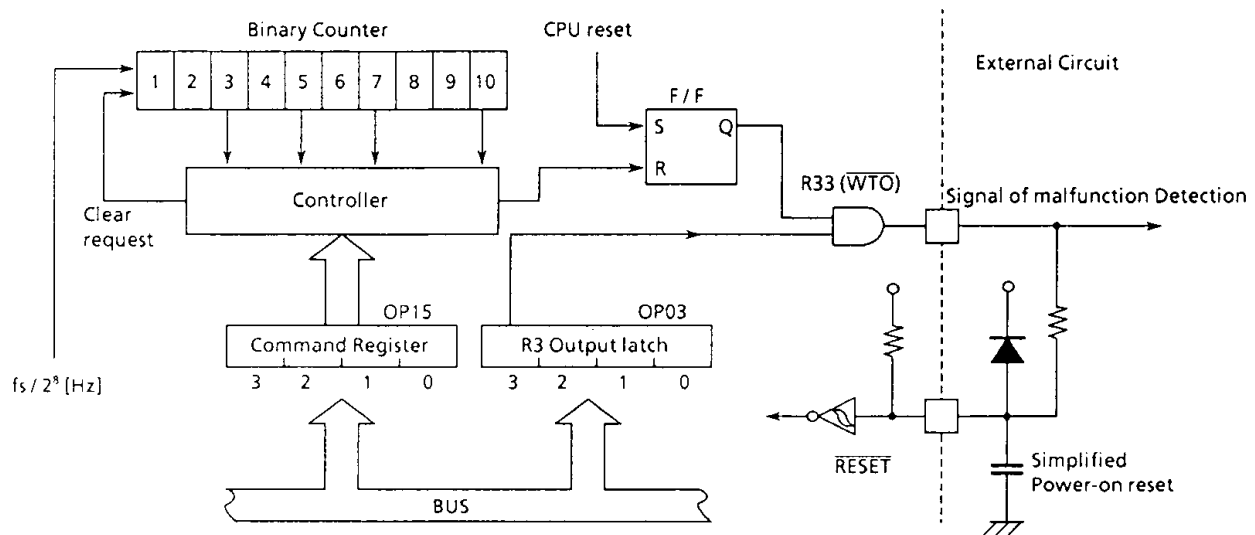 Binary Counter
CPU reset
1 2 3 4 5 6 7 8 9 10
External Circuit
F / F
S Q
R
R33 (WTO)
Signal of malfunction Detection
Controller
Clear
request
OP15
OP03
Command Register
R3 Output latch
3 2 1 0
3 2 1 0
fs / 2⁸ [Hz]
RESET
Simplified
Power-on reset
BUS